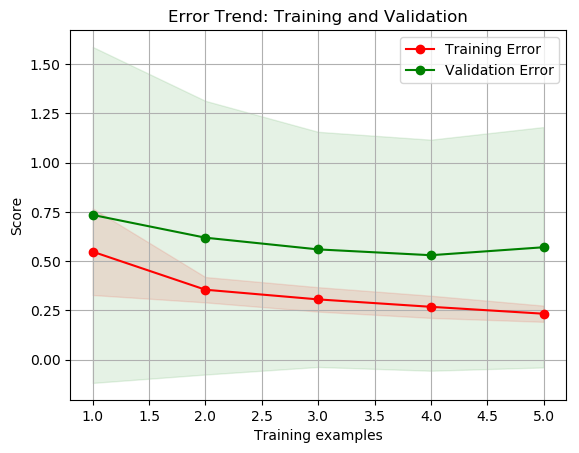 Error Trend: Training and Validation
Training Error
Validation Error
1.50
1.25
1.00
0.75
0.50
0.25
0.00
Score
1.0 1.5 2.0 2.5 3.0 3.5 4.0 4.5 5.0
Training examples